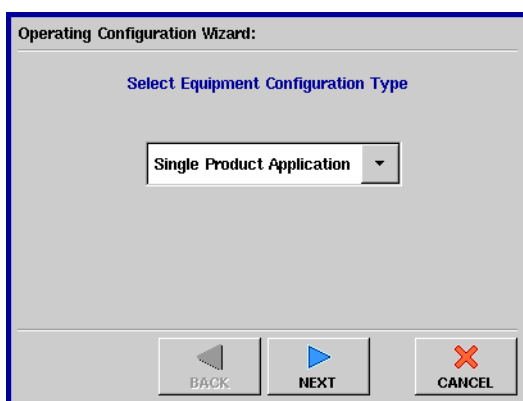 Operating Configuration Wizard:
Select Equipment Configuration Type
Single Product Application
BACK NEXT CANCEL